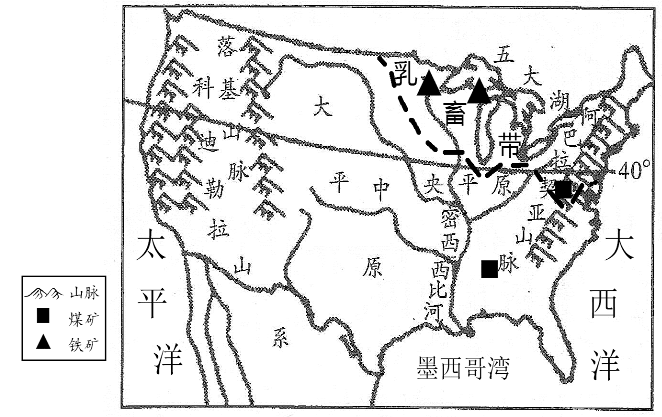 落基山脉
科迪勒拉山系
大平原
中央平原
乳畜带
五大湖
阿巴拉契亚山脉
40°
密西西比河
太平洋
大西洋
墨西哥湾
山脉
煤矿
铁矿